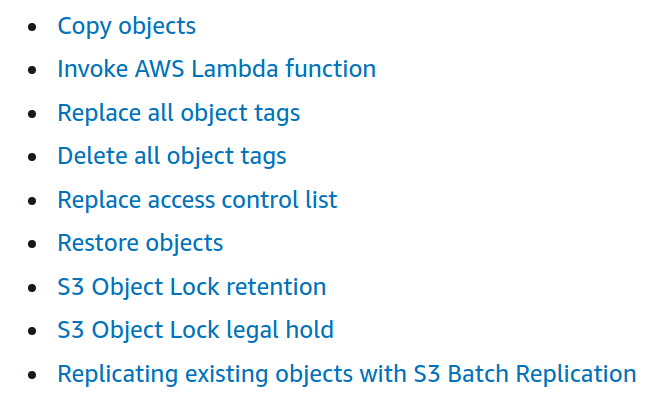 Copy objects
Invoke AWS Lambda function
Replace all object tags
Delete all object tags
Replace access control list
Restore objects
S3 Object Lock retention
S3 Object Lock legal hold
Replicating existing objects with S3 Batch Replication